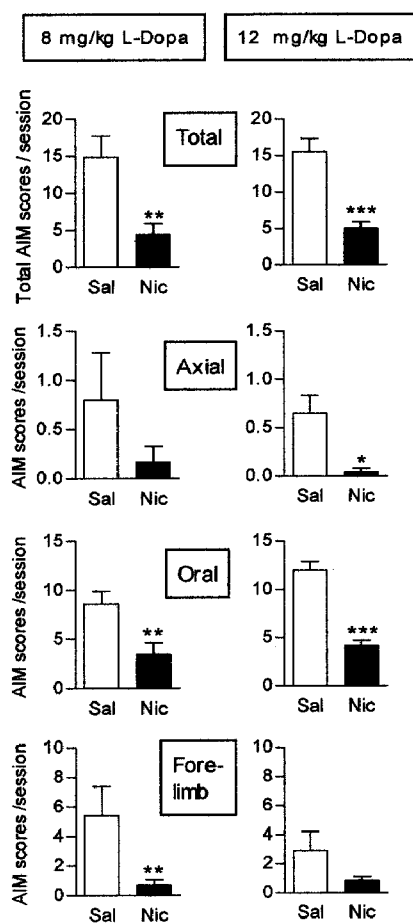 8 mg/kg L-Dopa
12 mg/kg L-Dopa
Total AIM scores / session
20
15
10
5
0
**
Sal Nic
Total
20
15
10
5
0
***
Sal Nic
AIM scores /session
1.5
1.0
0.5
0.0
Sal Nic
Axial
1.5
1.0
0.5
0.0
*
Sal Nic
AIM scores /session
15
10
5
0
**
Sal Nic
Oral
15
10
5
0
***
Sal Nic
AIM scores /session
10
8
6
4
2
0
**
Sal Nic
Fore-
limb
10
8
6
4
2
0
Sal Nic